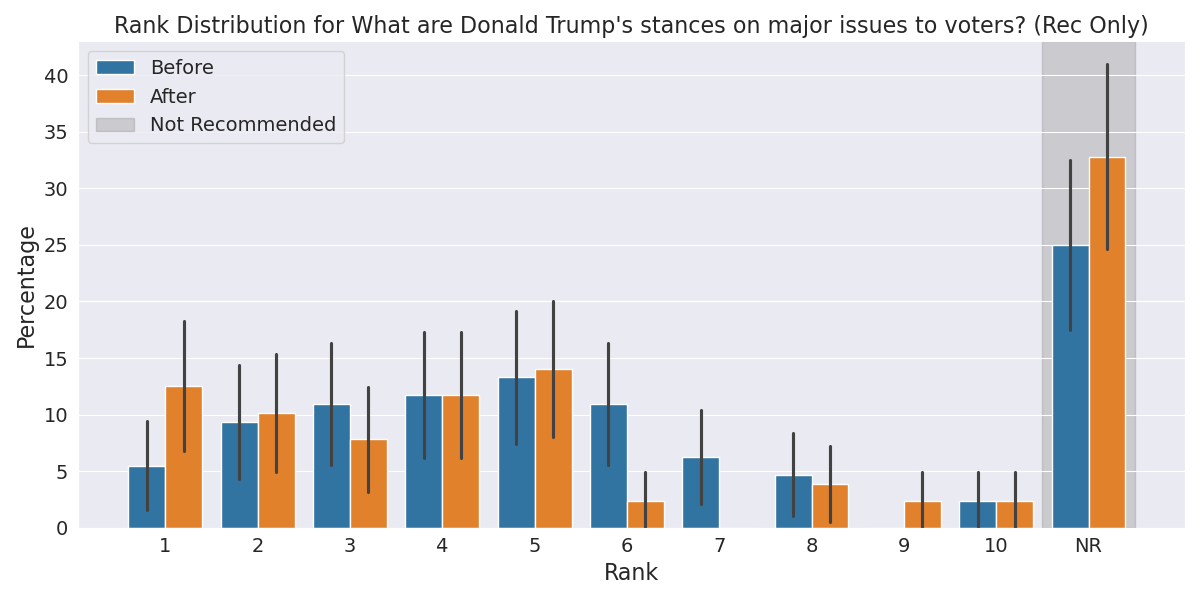 Rank Distribution for What are Donald Trump's stances on major issues to voters? (Rec Only)
Before
After
Not Recommended
Percentage
40
35
30
25
20
15
10
5
0
1 2 3 4 5 6 7 8 9 10 NR
Rank